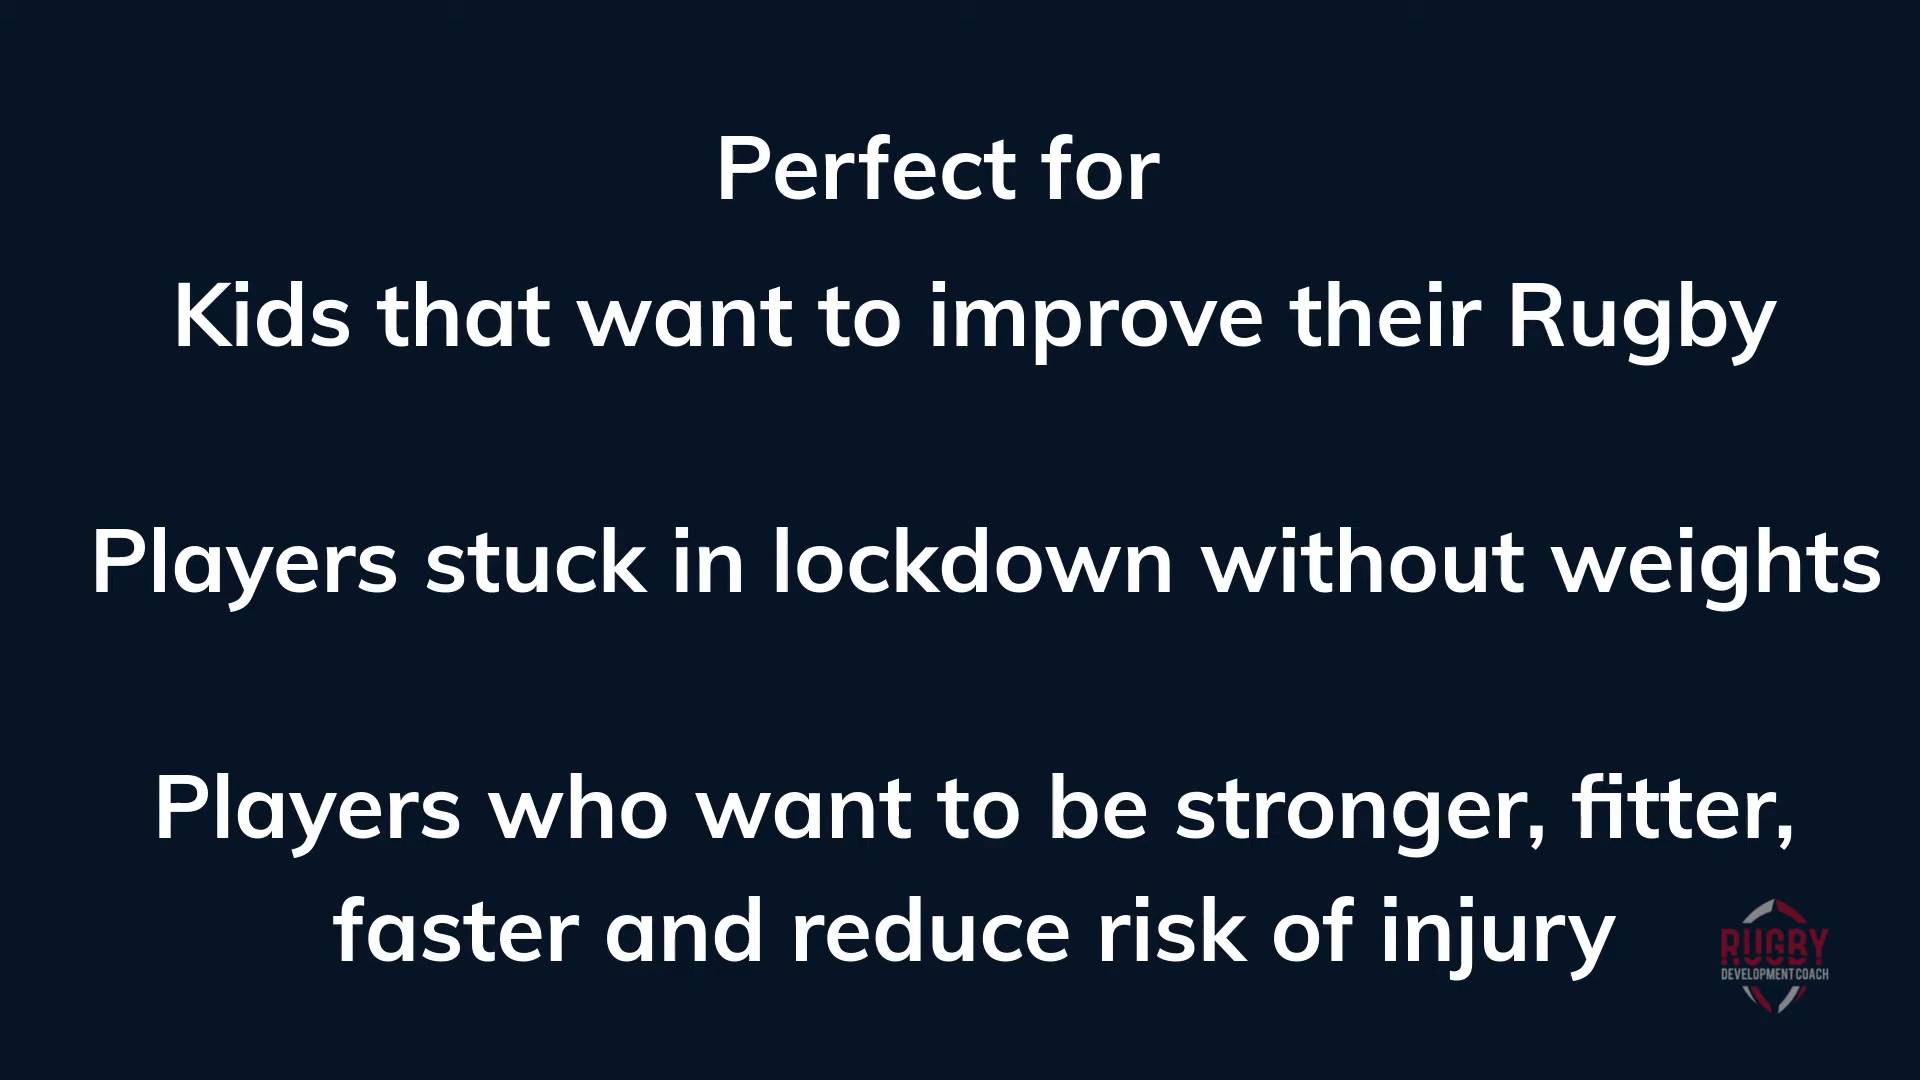 Perfect for
Kids that want to improve their Rugby
Players stuck in lockdown without weights
Players who want to be stronger, fitter,
faster and reduce risk of injury
RUGBY
DEVELOPMENT COACH